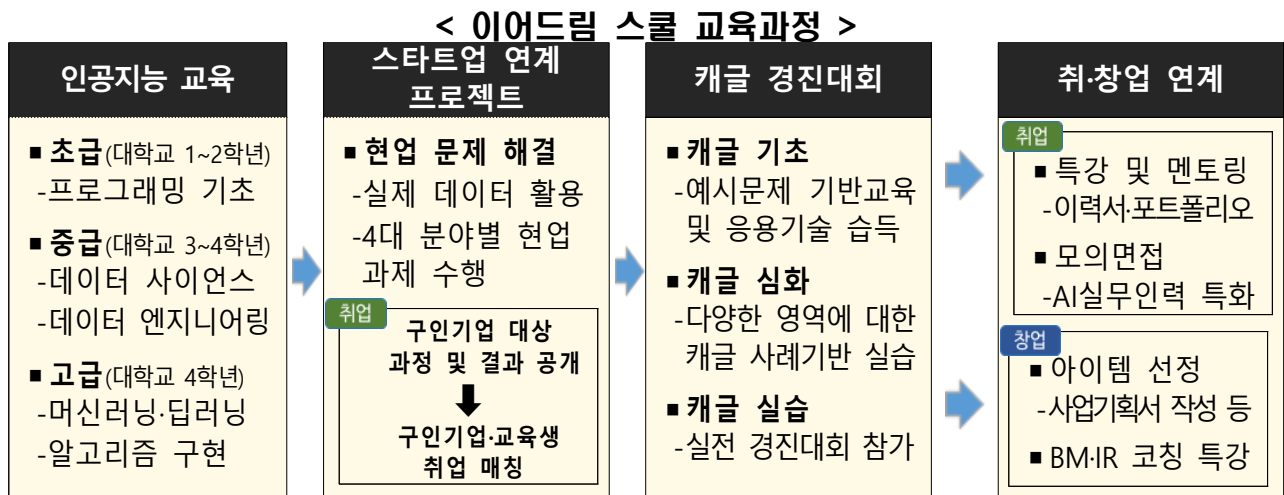 < 이어드림 스쿨 교육과정 >
인공지능 교육
■ 초급(대학교 1~2학년)
-프로그래밍 기초
■ 중급(대학교 3~4학년)
-데이터 사이언스
-데이터 엔지니어링
■ 고급(대학교 4학년)
-머신러닝·딥러닝
-알고리즘 구현
스타트업 연계
프로젝트
■ 현업 문제 해결
-실제 데이터 활용
-4대 분야별 현업
과제 수행
취업
구인기업 대상
과정 및 결과 공개
구인기업·교육생
취업 매칭
캐글 경진대회
■ 캐글 기초
-예시문제 기반교육
및 응용기술 습득
■ 캐글 심화
-다양한 영역에 대한
캐글 사례기반 실습
■ 캐글 실습
-실전 경진대회 참가
취·창업 연계
취업
■ 특강 및 멘토링
-이력서·포트폴리오
■ 모의면접
-AI실무인력 특화
창업
■ 아이템 선정
-사업기획서 작성 등
■ BM·IR 코칭 특강